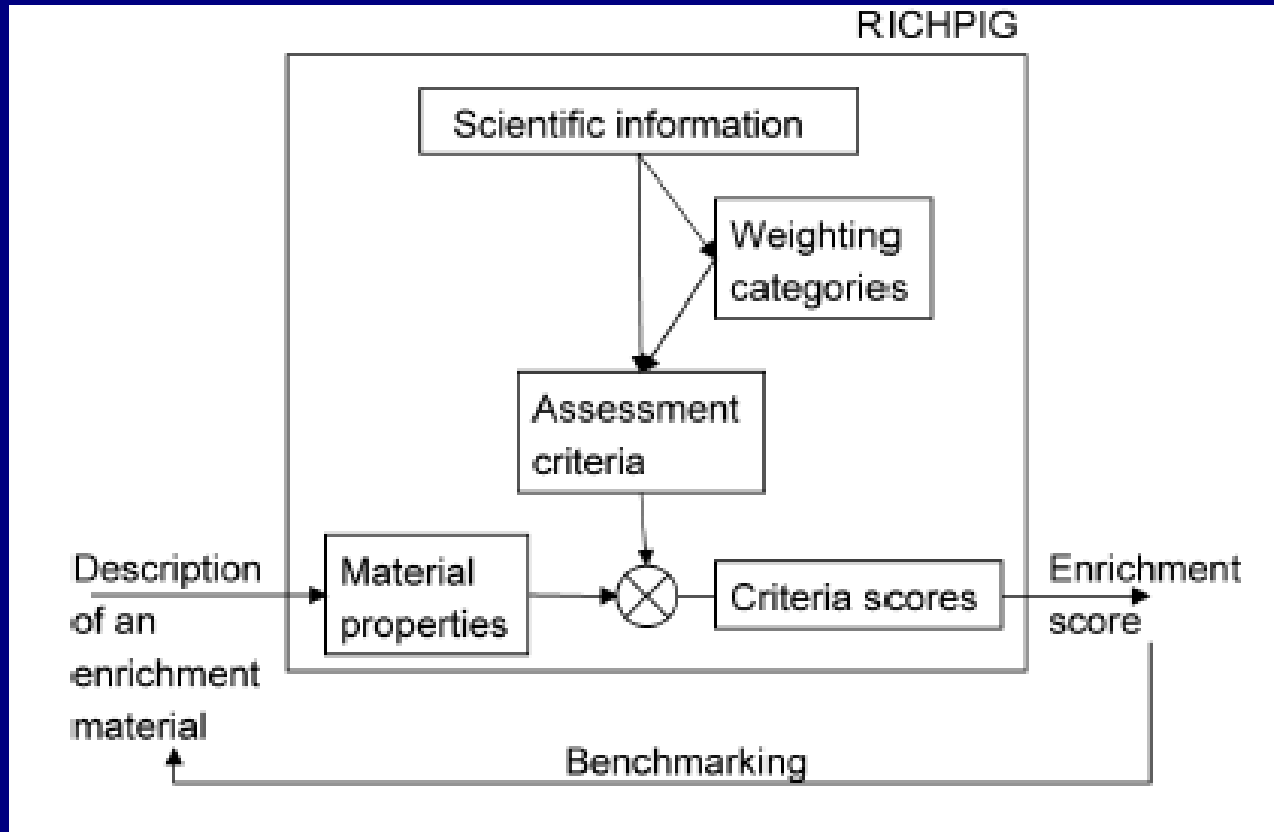 RICHPIG
Scientific information
Weighting
categories
Assessment
criteria
Description
of an
enrichment
material
Material
properties
Criteria scores
Enrichment
score
Benchmarking